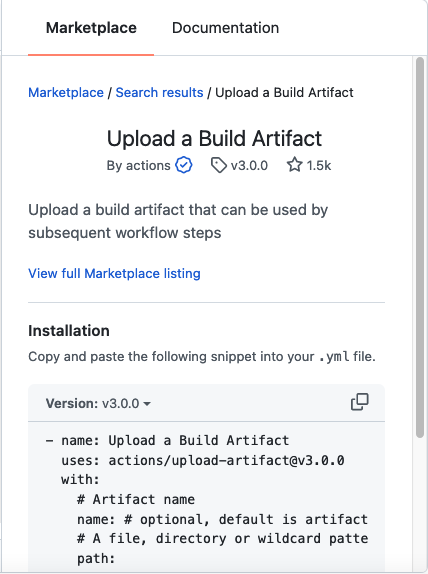 Marketplace Documentation
Marketplace / Search results / Upload a Build Artifact
Upload a Build Artifact
By actions v3.0.0 1.5k
Upload a build artifact that can be used by
subsequent workflow steps
View full Marketplace listing
Installation
Copy and paste the following snippet into your .yml file.
Version: v3.0.0
- name: Upload a Build Artifact
  uses: actions/upload-artifact@v3.0.0
  with:
    # Artifact name
    name: # optional, default is artifact
    # A file, directory or wildcard patte
    path: